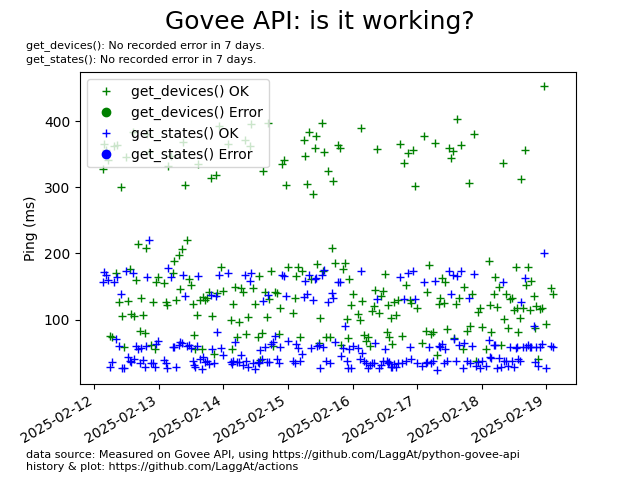 Govee API: is it working?
get_devices(): No recorded error in 7 days.
get_states(): No recorded error in 7 days.
get_devices() OK
get_devices() Error
get_states() OK
get_states() Error
400
300
200
100
Ping (ms)
2025-02-12
2025-02-13
2025-02-14
2025-02-15
2025-02-16
2025-02-17
2025-02-18
2025-02-19
data source: Measured on Govee API, using https://github.com/LaggAt/python-govee-api
history & plot: https://github.com/LaggAt/actions